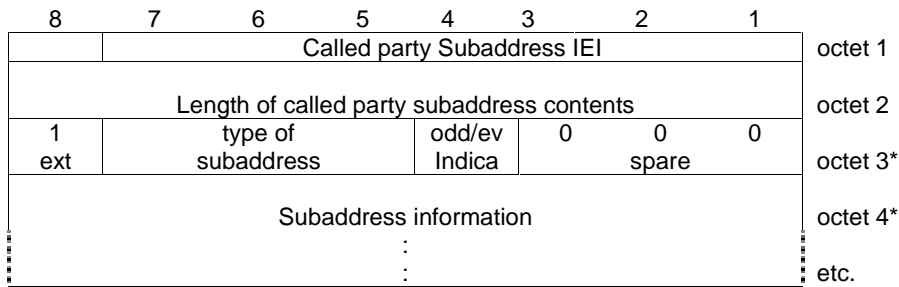 8 7 6 5 4 3 2 1
Called party Subaddress IEI octet 1
Length of called party subaddress contents octet 2
1 type of odd/ev 0 0 0
ext subaddress Indica spare octet 3*
Subaddress information octet 4*
:
: etc.